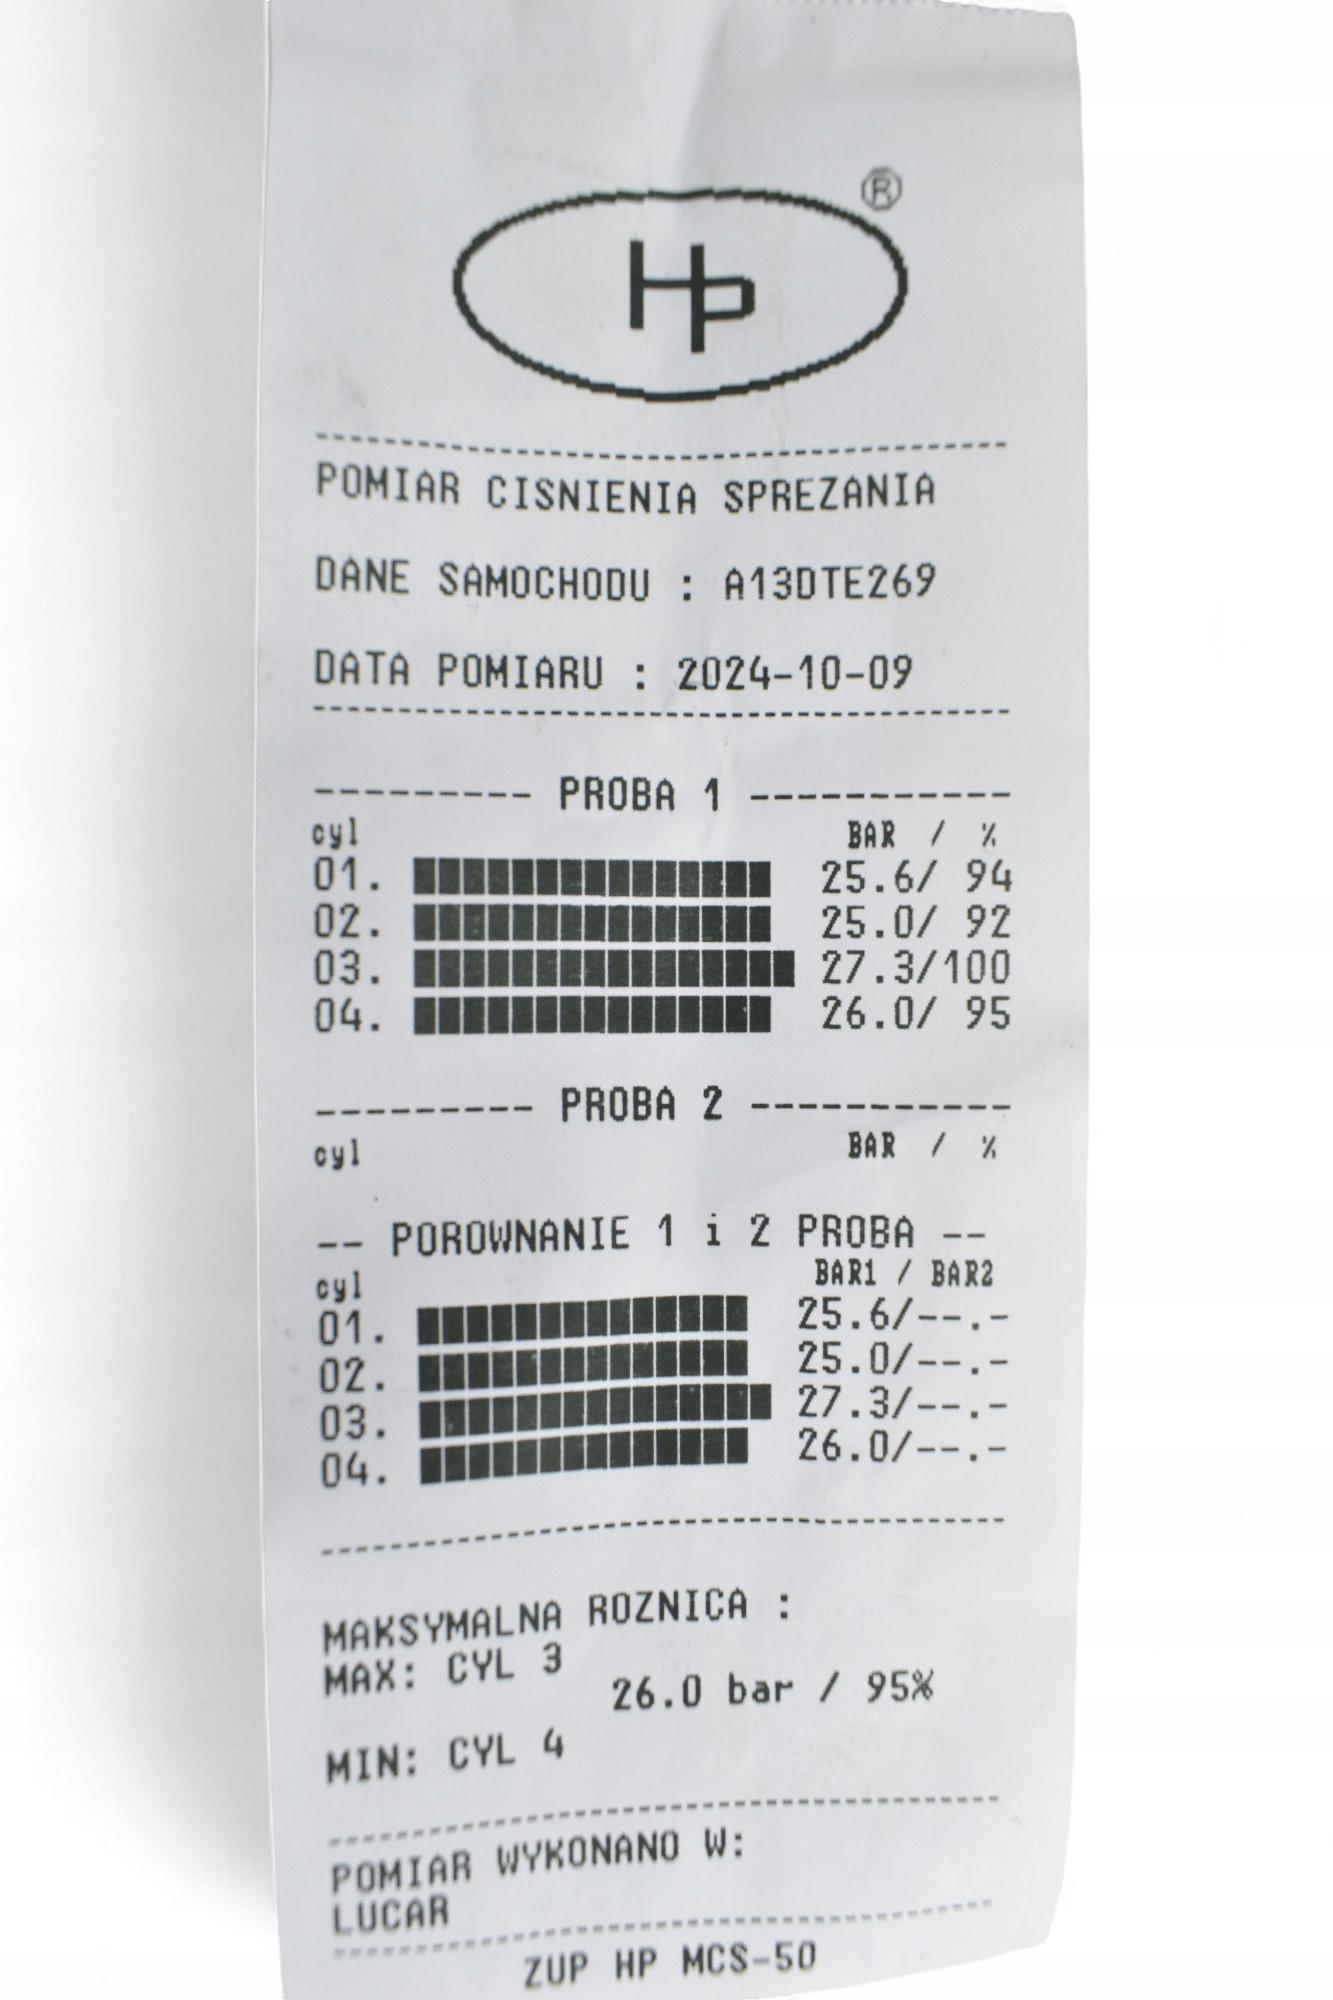 HP ®
POMIAR CISNIENIA SPREZANIA
DANE SAMOCHODU : A13DTE269
DATA POMIARU : 2024-10-09
--------- PROBA 1 -----------
cyl BAR / %
01. 25.6/ 94
02. 25.0/ 92
03. 27.3/100
04. 26.0/ 95
--------- PROBA 2 -----------
cyl BAR / %
-- POROWNANIE 1 i 2 PROBA --
cyl BAR1 / BAR2
01. 25.6/--.-
02. 25.0/--.-
03. 27.3/--.-
04. 26.0/--.-
MAKSYMALNA ROZNICA :
MAX: CYL 3
26.0 bar / 95%
MIN: CYL 4
POMIAR WYKONANO W:
LUCAR
ZUP HP MCS-50